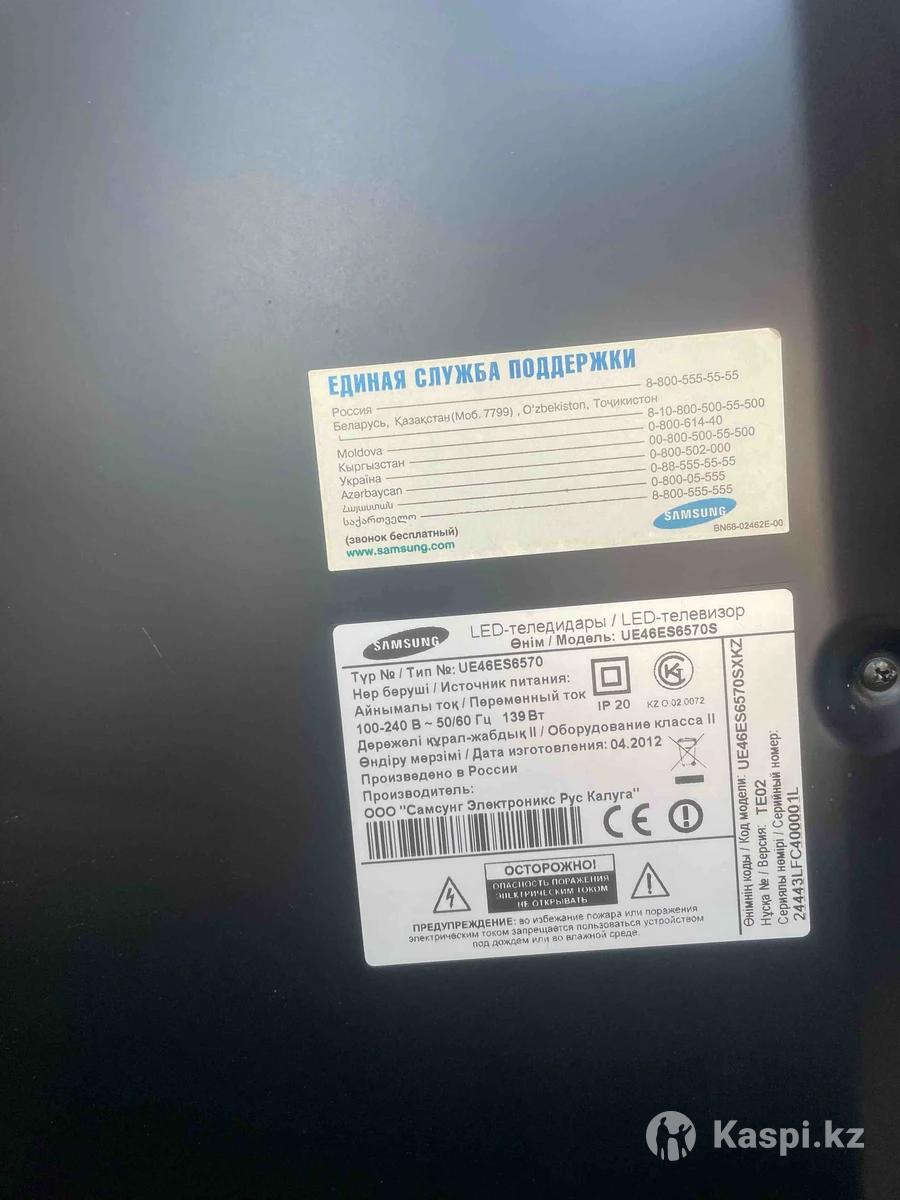 ЕДИНАЯ СЛУЖБА ПОДДЕРЖКИ
Россия 8-800-555-55-55
Беларусь, Қазақстан(Моб. 7799) , O'zbekiston, Тоҷикистон
8-10-800-500-55-500
Moldova 0-800-614-40
Кыргызстан 00-800-500-55-500
Україна 0-800-502-000
Azərbaycan 0-88-555-55-55
Հայաստան 0-800-05-555
საქართველო 8-800-555-555
(звонок бесплатный)
www.samsung.com
SAMSUNG
BN68-02462E-00
SAMSUNG
LED-теледидары / LED-телевизор
Өнім / Модель: UE46ES6570S
Түр № / Тип №: UE46ES6570
Нәр беруші / Источник питания:
Айнымалы ток / Переменный ток
100-240 В ~ 50/60 Гц 139 Вт
IP 20
KZ O.02.0072
Дәрежелі құрал-жабдық II / Оборудование класса II
Өндіру мерзімі / Дата изготовления: 04.2012
Произведено в России
Производитель:
ООО "Самсунг Электроникс Рус Калуга"
CE
ОСТОРОЖНО!
ОПАСНОСТЬ ПОРАЖЕНИЯ
ЭЛЕКТРИЧЕСКИМ ТОКОМ
НЕ ОТКРЫВАТЬ
ПРЕДУПРЕЖДЕНИЕ: во избежание пожара или поражения
электрическим током запрещается пользоваться устройством
под дождем или во влажной среде.
Өнімнің коды / Код модели: UE46ES6570SXKZ
Нұсқа № / Версия: TE02
Сериялы нөмірі / Серийный номер:
24443LFC400001L
Kaspi.kz